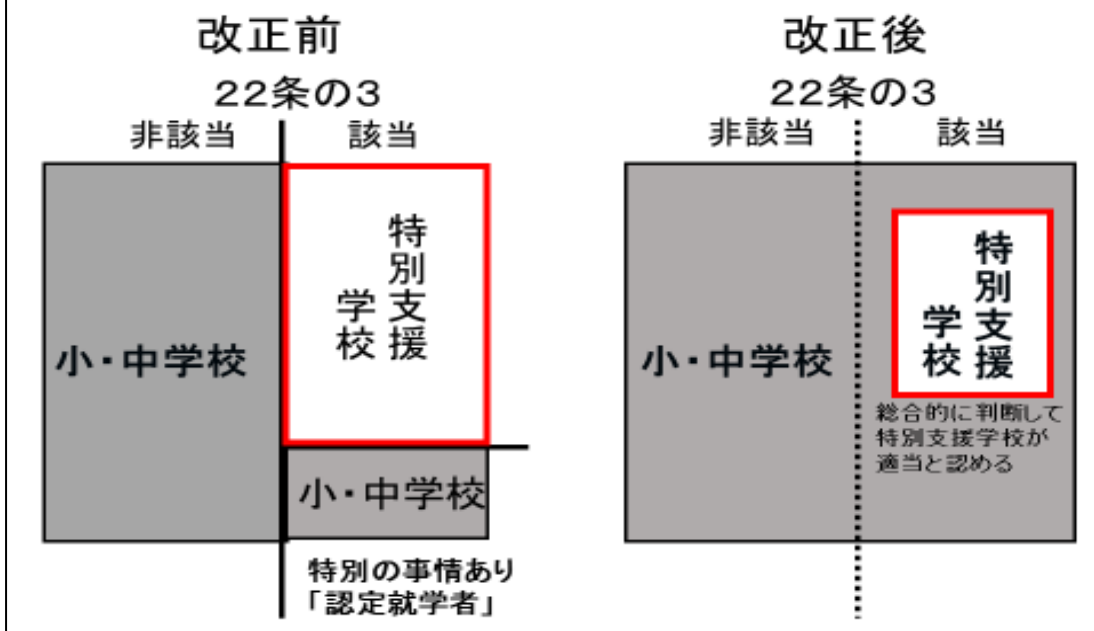 改正前
22条の3
非該当
該当
小・中学校
特別支援
学校
小・中学校
特別の事情あり
「認定就学者」
改正後
22条の3
非該当
該当
小・中学校
特別支援
学校
総合的に判断して
特別支援学校が
適当と認める